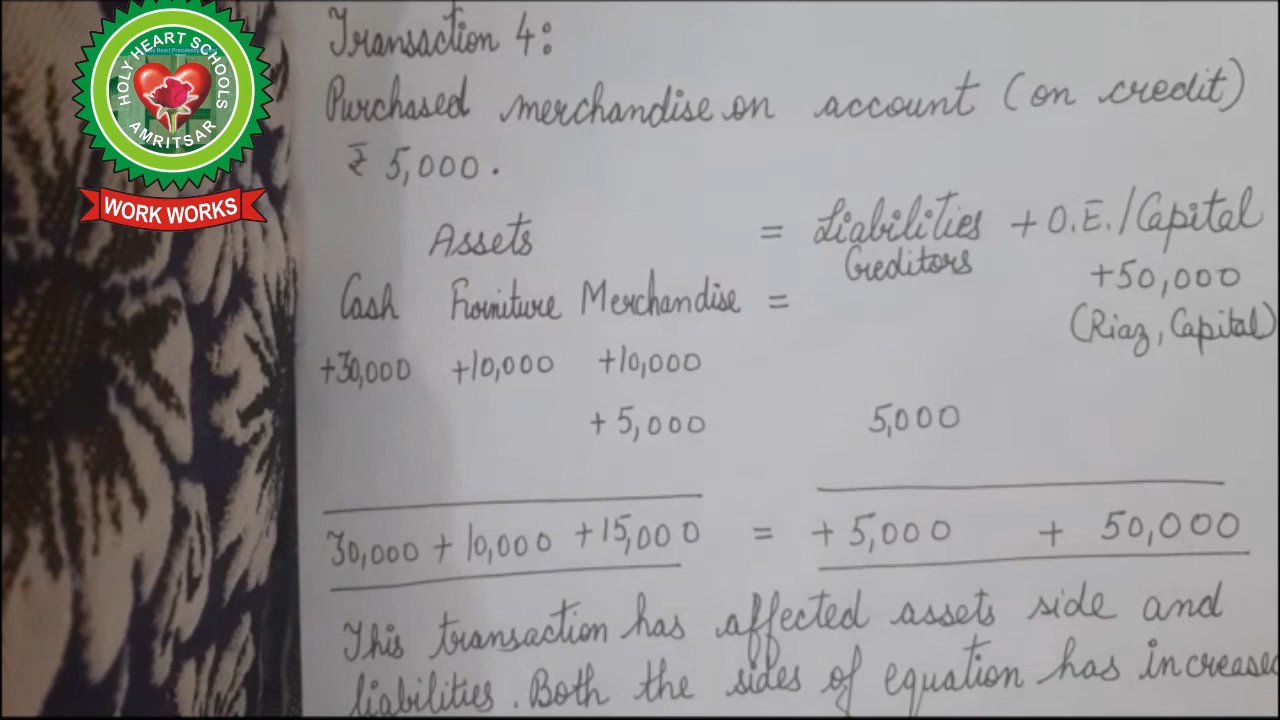 HOLY HEART SCHOOLS
AMRITSAR
WORK WORKS
Transaction 4:
Purchased merchandise on account (on credit)
₹ 5,000.
Assets = Liabilities + O.E./Capital
Creditors +50,000
Cash Furniture Merchandise =
(Riaz, Capital)
+30,000 +10,000 +10,000
+ 5,000 5,000
30,000 + 10,000 +15,000 = + 5,000 + 50,000
This transaction has affected assets side and
liabilities. Both the sides of equation has increased